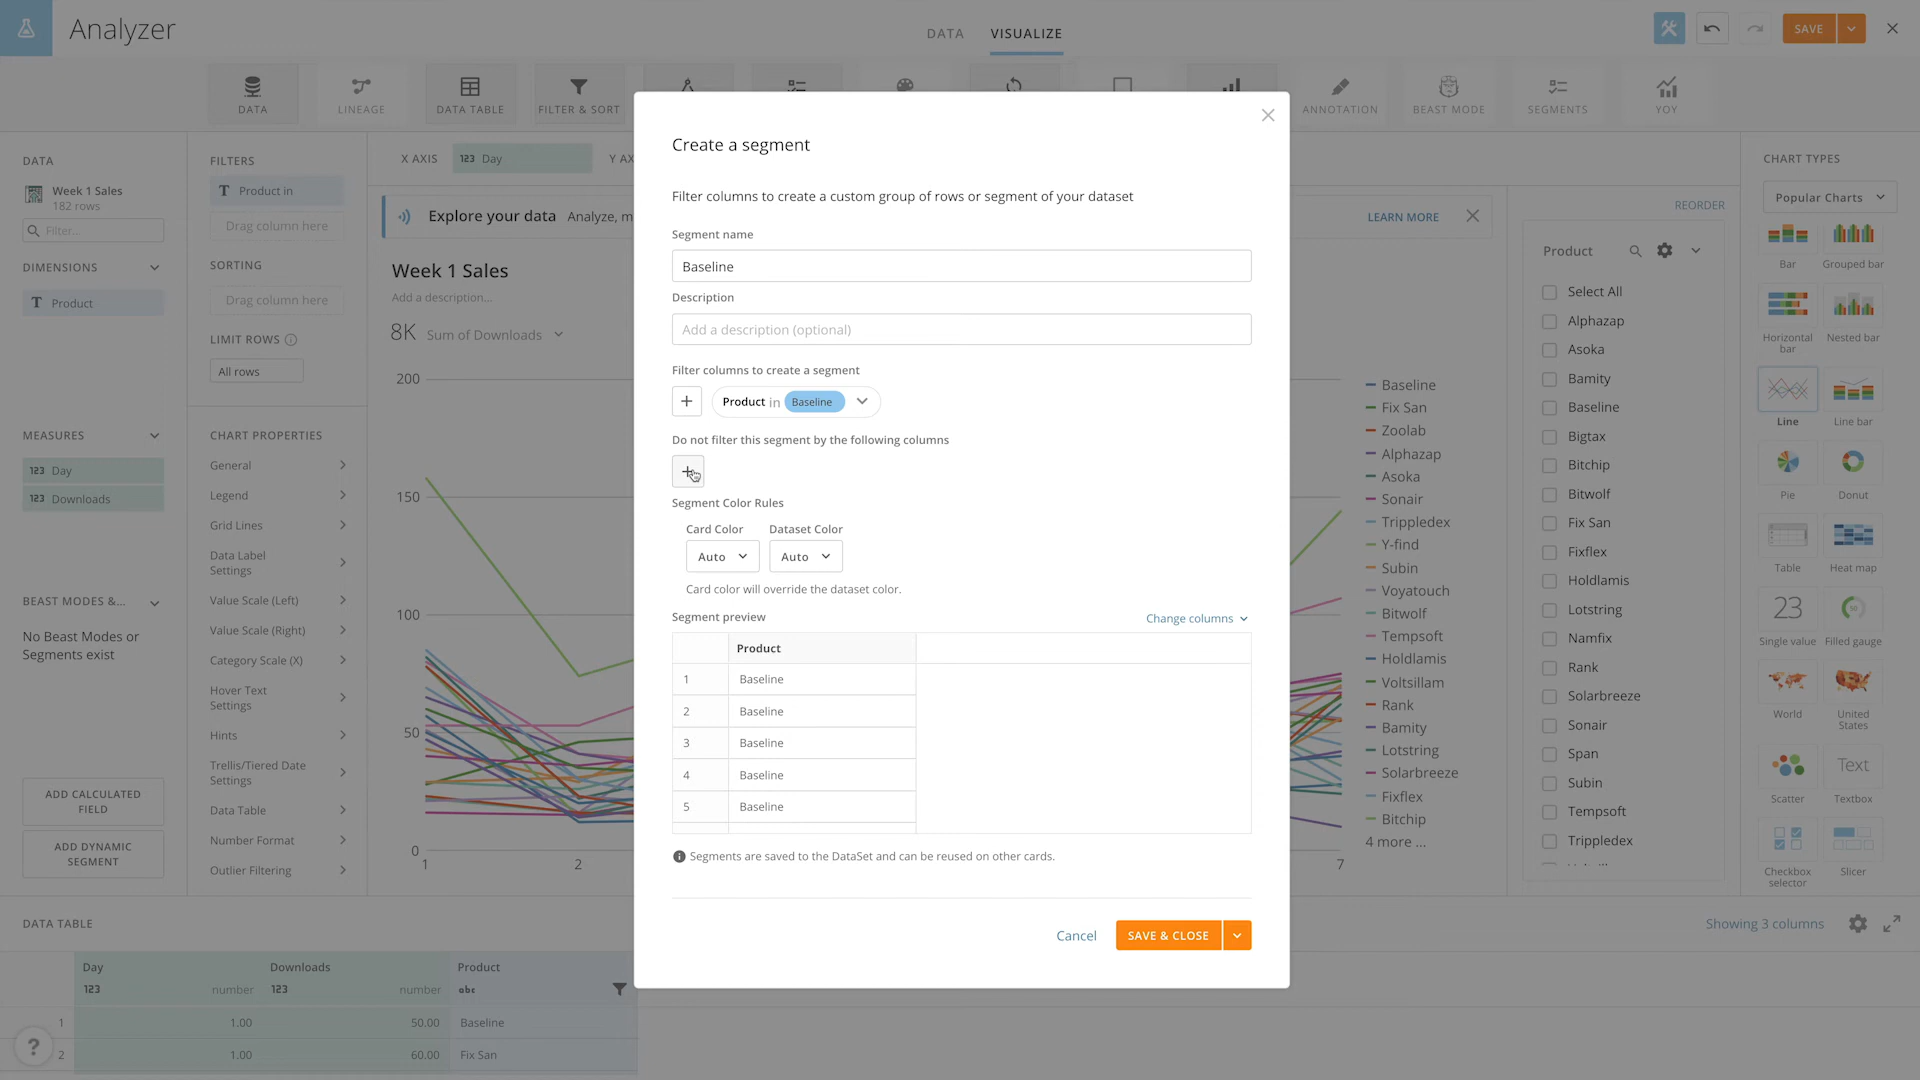 Analyzer
DATA
VISUALIZE
SAVE
DATA
LINEAGE
DATA TABLE
FILTER & SORT
ANNOTATION
BEAST MODE
SEGMENTS
YOY
DATA
Week 1 Sales
182 rows
Filter...
DIMENSIONS
T Product
MEASURES
123 Day
123 Downloads
BEAST MODES &...
No Beast Modes or
Segments exist
ADD CALCULATED
FIELD
ADD DYNAMIC
SEGMENT
FILTERS
T Product in
Drag column here
SORTING
Drag column here
LIMIT ROWS
All rows
CHART PROPERTIES
General
Legend
Grid Lines
Data Label
Settings
Value Scale (Left)
Value Scale (Right)
Category Scale (X)
Hover Text
Settings
Hints
Trellis/Tiered Date
Settings
Data Table
Number Format
Outlier Filtering
X AXIS
123 Day
Y AX
Explore your data Analyze, m
LEARN MORE
Week 1 Sales
Add a description...
8K Sum of Downloads
200
150
100
50
0
1
2
7
Create a segment
Filter columns to create a custom group of rows or segment of your dataset
Segment name
Baseline
Description
Add a description (optional)
Filter columns to create a segment
+
Product in Baseline
Do not filter this segment by the following columns
+
Segment Color Rules
Card Color
Dataset Color
Auto
Auto
Card color will override the dataset color.
Segment preview
Change columns
Product
1 Baseline
2 Baseline
3 Baseline
4 Baseline
5 Baseline
Segments are saved to the DataSet and can be reused on other cards.
Cancel
SAVE & CLOSE
Baseline
Fix San
Zoolab
Alphazap
Asoka
Sonair
Trippledex
Y-find
Subin
Voyatouch
Bitwolf
Tempsoft
Holdlamis
Voltsillam
Rank
Bamity
Lotstring
Solarbreeze
Fixflex
Bitchip
4 more ...
REORDER
Product
Select All
Alphazap
Asoka
Bamity
Baseline
Bigtax
Bitchip
Bitwolf
Fix San
Fixflex
Holdlamis
Lotstring
Namfix
Rank
Solarbreeze
Sonair
Span
Subin
Tempsoft
Trippledex
CHART TYPES
Popular Charts
Bar
Grouped bar
Horizontal
bar
Nested bar
Line
Line bar
Pie
Donut
Table
Heat map
23
50
Single value
Filled gauge
World
United
States
Text
Scatter
Textbox
Checkbox
selector
Slicer
DATA TABLE
Showing 3 columns
Day
Downloads
Product
123 number
123 number
abc
1 1.00 50.00 Baseline
2 1.00 60.00 Fix San
?